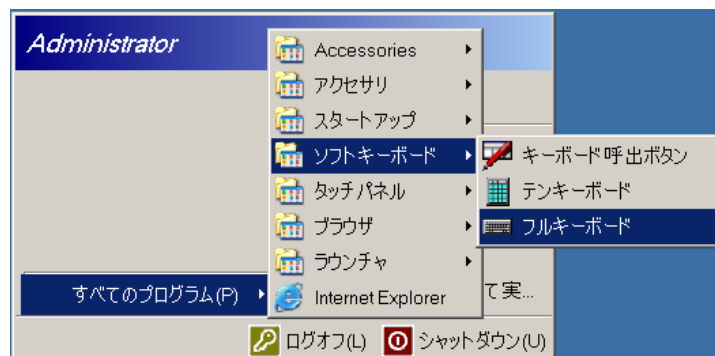 Administrator
Accessories
アクセサリ
スタートアップ
ソフトキーボード
キーボード呼出ボタン
タッチパネル
テンキーボード
ブラウザ
フルキーボード
ラウンチャ
すべてのプログラム(P)
Internet Explorer
て実...
ログオフ(L)
シャットダウン(U)